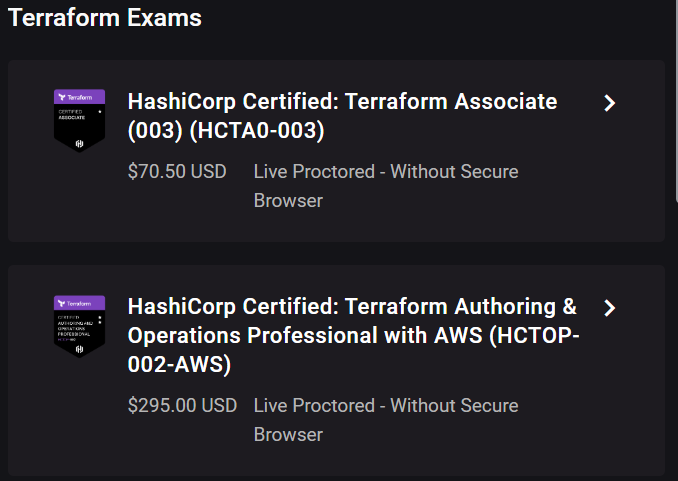 Terraform Exams
Terraform
CERTIFIED
ASSOCIATE
HashiCorp Certified: Terraform Associate
(003) (HCTA0-003)
$70.50 USD
Live Proctored - Without Secure
Browser
Terraform
CERTIFIED
AUTHORING AND
OPERATIONS
PROFESSIONAL
HashiCorp Certified: Terraform Authoring &
Operations Professional with AWS (HCTOP-
002-AWS)
$295.00 USD
Live Proctored - Without Secure
Browser